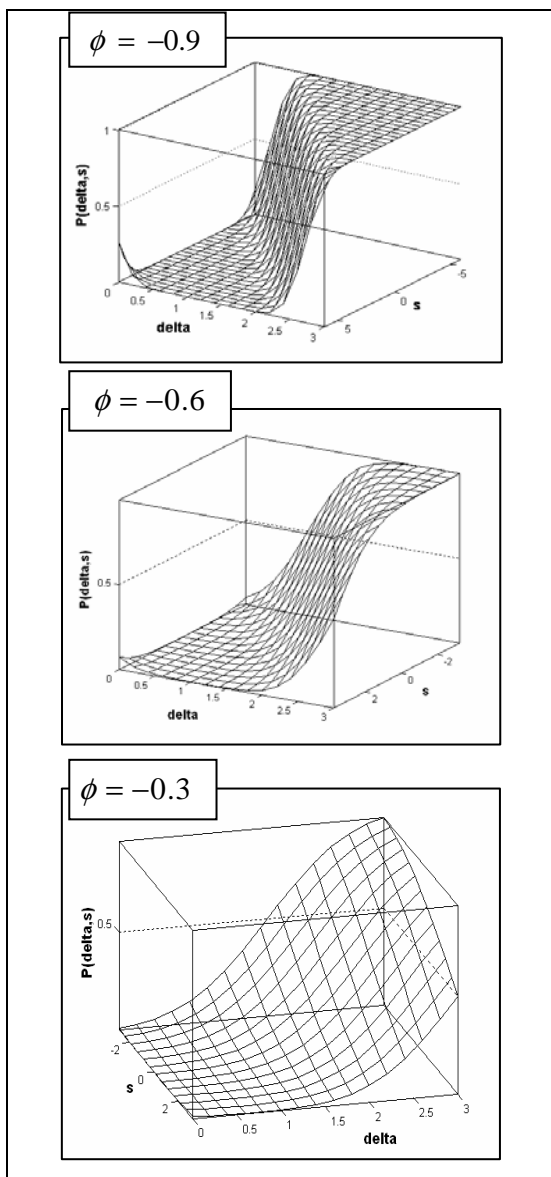 ϕ = −0.9
1
0.5
P(delta,s)
0
0.5
1
1.5
2
2.5
3
delta
5
0
-5
s
ϕ = −0.6
0.5
P(delta,s)
0
0.5
1
1.5
2
2.5
3
delta
2
0
-2
s
ϕ = −0.3
0.5
P(delta,s)
-2
0
2
s
0
0.5
1
1.5
2
2.5
3
delta